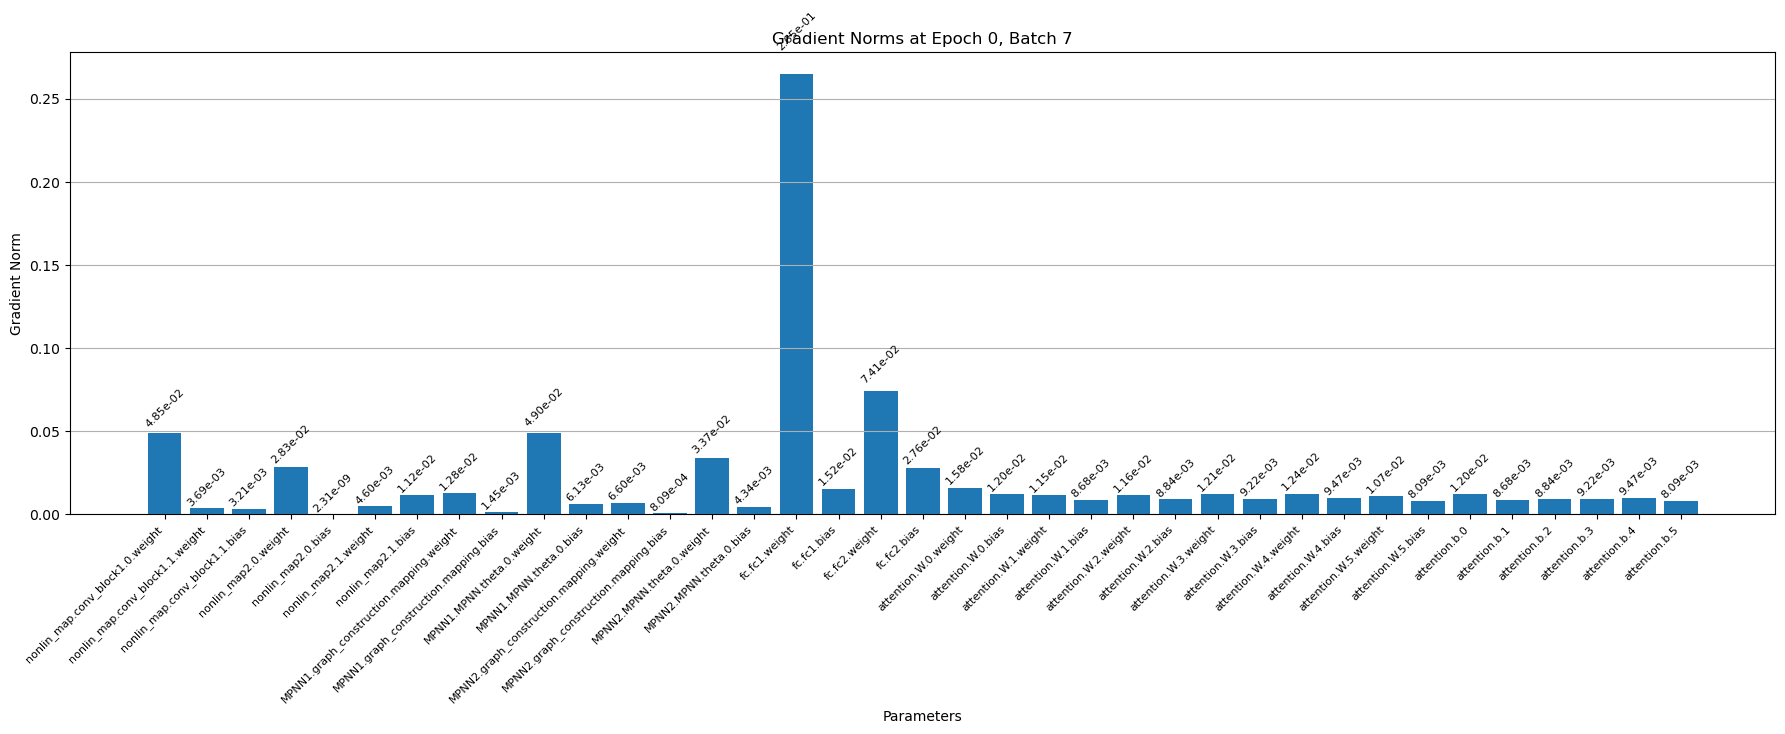 Gradient Norms at Epoch 0, Batch 7
Gradient Norm
0.25
0.20
0.15
0.10
0.05
0.00
4.85e-02
3.69e-03
3.21e-03
2.83e-02
2.31e-09
4.60e-03
1.12e-02
1.28e-02
1.45e-03
4.90e-02
6.13e-03
6.60e-03
8.09e-04
3.37e-02
4.34e-03
2.65e-01
1.52e-02
7.41e-02
2.76e-02
1.58e-02
1.20e-02
1.15e-02
8.68e-03
1.16e-02
8.84e-03
1.21e-02
9.22e-03
1.24e-02
9.47e-03
1.07e-02
8.09e-03
1.20e-02
8.68e-03
8.84e-03
9.22e-03
9.47e-03
8.09e-03
nonlin_map.conv_block1.0.weight
nonlin_map.conv_block1.1.weight
nonlin_map.conv_block1.1.bias
nonlin_map2.0.weight
nonlin_map2.0.bias
nonlin_map2.1.weight
nonlin_map2.1.bias
MPNN1.graph_construction.mapping.weight
MPNN1.graph_construction.mapping.bias
MPNN1.MPNN.theta.0.weight
MPNN1.MPNN.theta.0.bias
MPNN2.graph_construction.mapping.weight
MPNN2.graph_construction.mapping.bias
MPNN2.MPNN.theta.0.weight
MPNN2.MPNN.theta.0.bias
fc.fc1.weight
fc.fc1.bias
fc.fc2.weight
fc.fc2.bias
attention.W.0.weight
attention.W.0.bias
attention.W.1.weight
attention.W.1.bias
attention.W.2.weight
attention.W.2.bias
attention.W.3.weight
attention.W.3.bias
attention.W.4.weight
attention.W.4.bias
attention.W.5.weight
attention.W.5.bias
attention.b.0
attention.b.1
attention.b.2
attention.b.3
attention.b.4
attention.b.5
Parameters